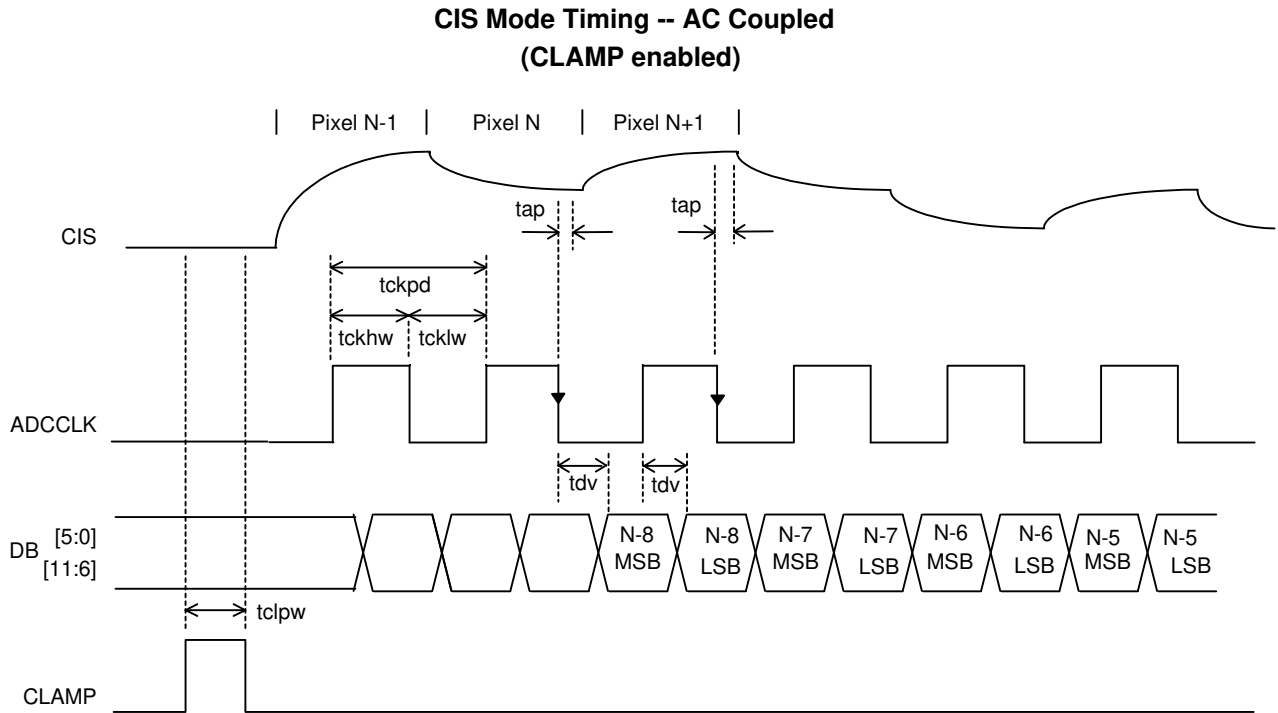 CIS Mode Timing -- AC Coupled
(CLAMP enabled)
| Pixel N-1 | Pixel N | Pixel N+1 |
tap
tap
CIS
tckpd
tckhw
tcklw
ADCCLK
tdv
tdv
DB
[5:0]
[11:6]
N-8
MSB
N-8
LSB
N-7
MSB
N-7
LSB
N-6
MSB
N-6
LSB
N-5
MSB
N-5
LSB
tclpw
CLAMP